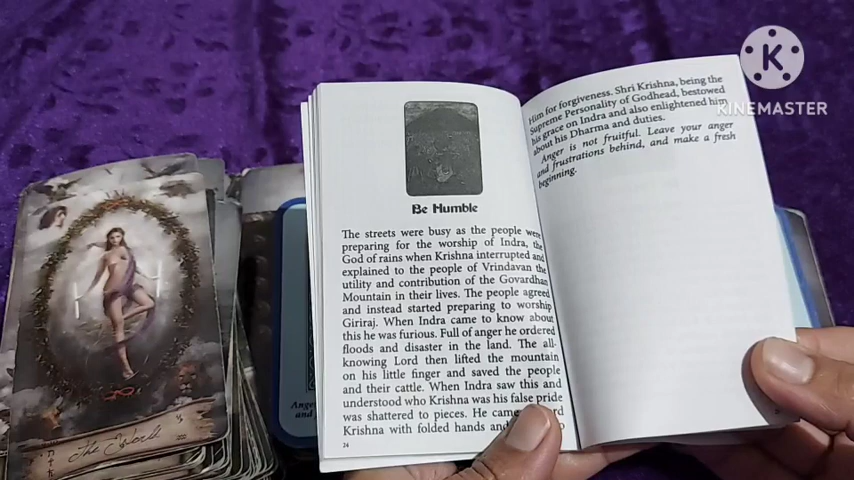 K
KINEMASTER
Be Humble
The streets were busy as the people were
preparing for the worship of Indra, the
God of rains when Krishna interrupted and
explained to the people of Vrindavan the
utility and contribution of the Govardhan
Mountain in their lives. The people agreed
and instead started preparing to worship
Giriraj. When Indra came to know about
this he was furious. Full of anger he ordered
floods and disaster in the land. The all-
knowing Lord then lifted the mountain
on his little finger and saved the people
and their cattle. When Indra saw this and
understood who Krishna was his false pride
was shattered to pieces. He came
Krishna with folded hands
24
Him for forgiveness. Shri Krishna, being the
Supreme Personality of Godhead, bestowed
his grace on Indra and also enlightened him
about his Dharma and duties.
Anger is not fruitful. Leave your anger
and frustrations behind, and make a fresh
beginning.
The World